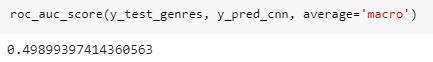 roc_auc_score(y_test_genres, y_pred_cnn, average='macro')
0.49899397414360563